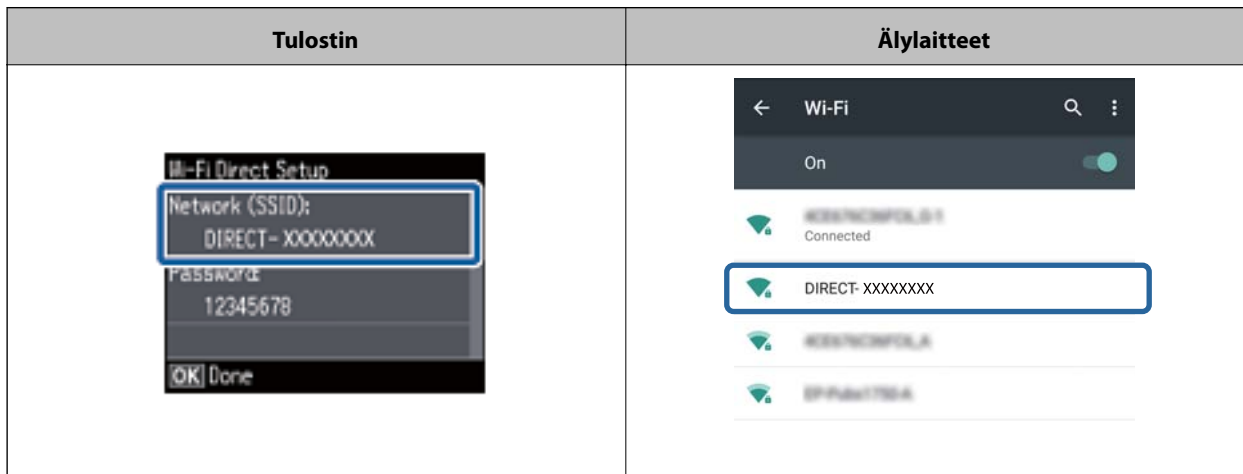 Tulostin
Älylaitteet
Wi-Fi Direct Setup
Network (SSID):
DIRECT- XXXXXXXX
Password:
12345678
OK Done
Wi-Fi
On
Connected
DIRECT- XXXXXXXX